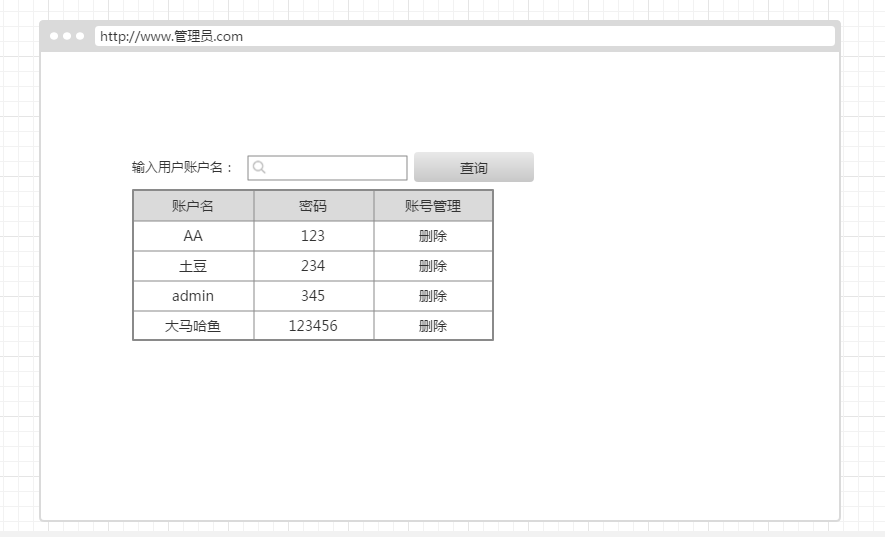 http://www.管理员.com
输入用户账户名： 查询
账户名 密码 账号管理
AA 123 删除
土豆 234 删除
admin 345 删除
大马哈鱼 123456 删除